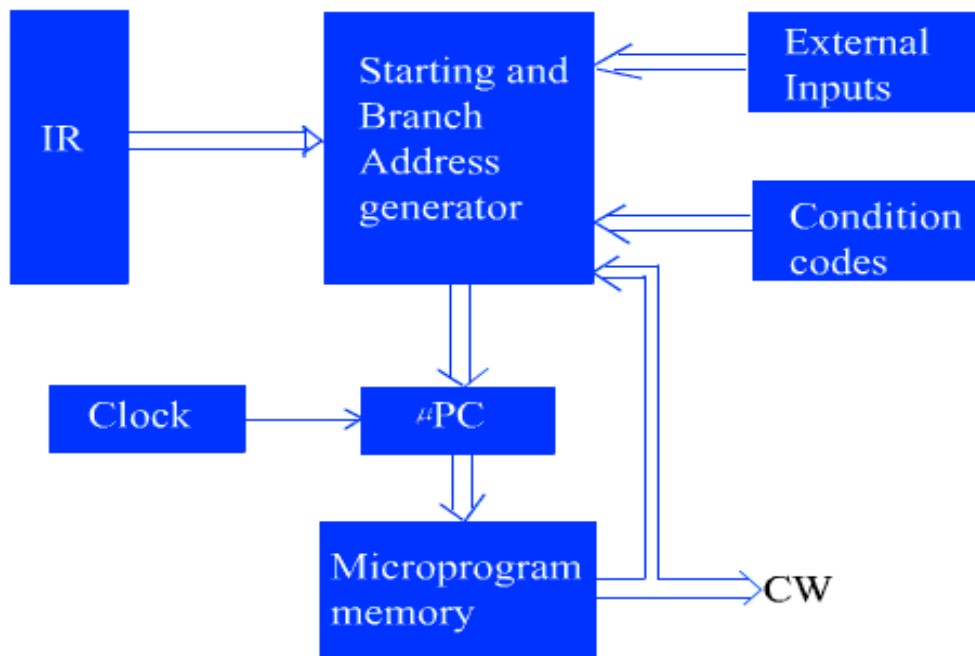 IR
Starting and
Branch
Address
generator
External
Inputs
Condition
codes
Clock
μPC
Microprogram
memory
CW